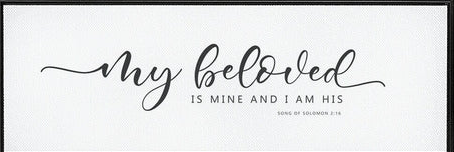 my beloved
IS MINE AND I AM HIS
SONG OF SOLOMON 2:16